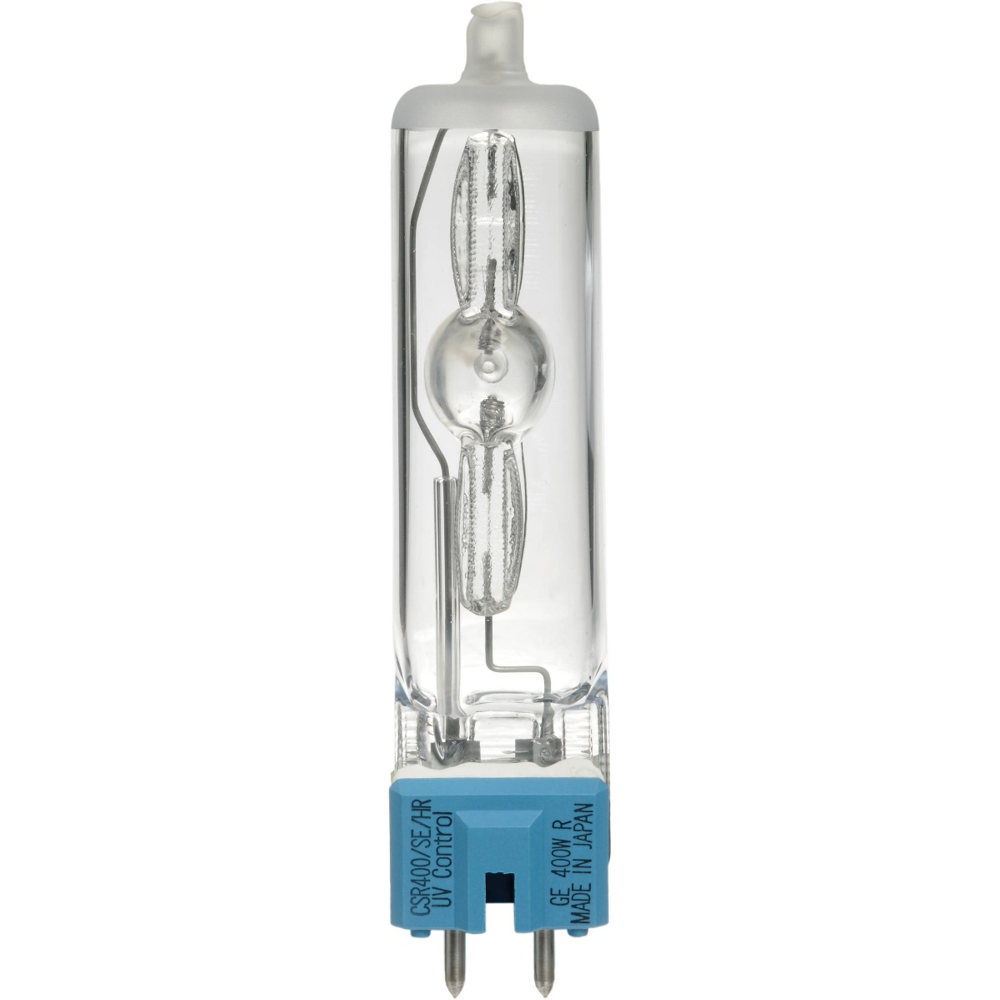 CSR400/SE/HR
UV Control
GE 400W R
MADE IN JAPAN